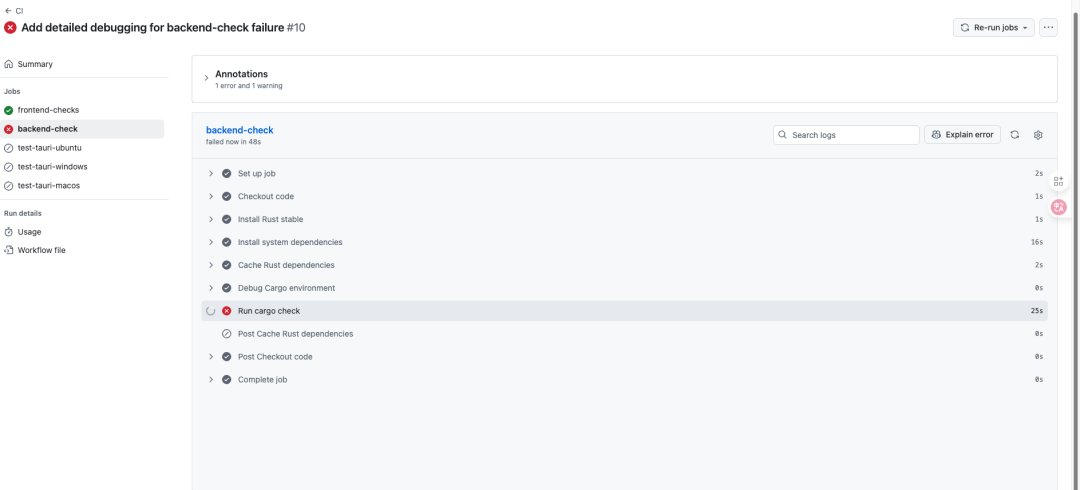 ← CI
Add detailed debugging for backend-check failure #10
Re-run jobs
Summary
Jobs
frontend-checks
backend-check
test-tauri-ubuntu
test-tauri-windows
test-tauri-macos
Run details
Usage
Workflow file
Annotations
1 error and 1 warning
backend-check
failed now in 48s
Search logs
Explain error
Set up job 2s
Checkout code 1s
Install Rust stable 1s
Install system dependencies 16s
Cache Rust dependencies 2s
Debug Cargo environment 0s
Run cargo check 25s
Post Cache Rust dependencies 0s
Post Checkout code 0s
Complete job 0s